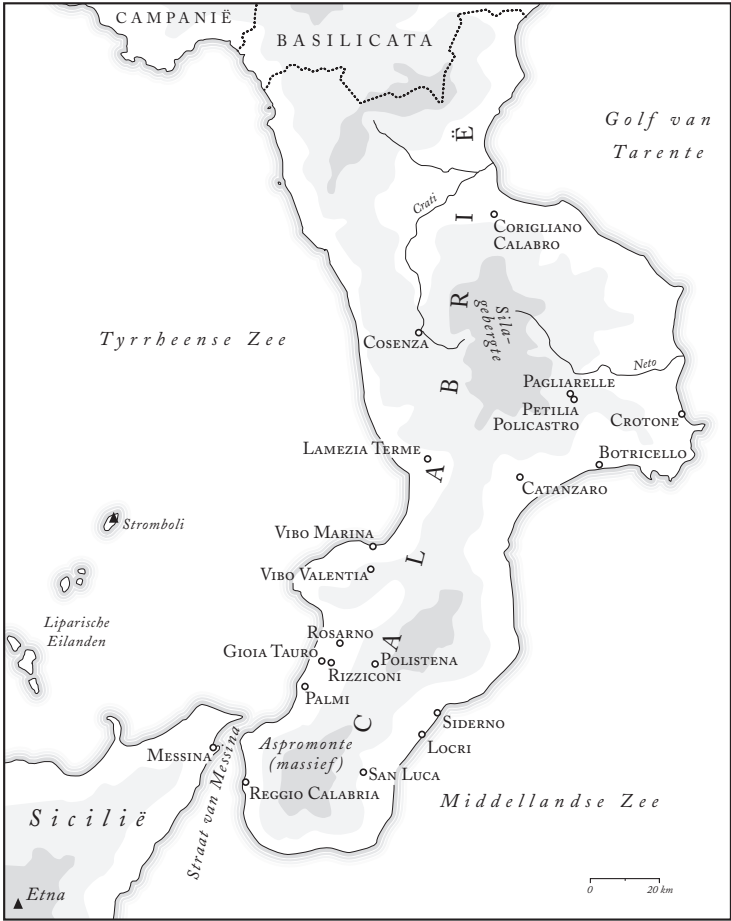 CAMPANIË
BASILICATA
Golf van
Tarente
Crati
CORIGLIANO
CALABRO
Sila-
gebergte
Tyrrheense Zee
COSENZA
Neto
PAGLIARELLE
PETILIA
POLICASTRO
CROTONE
LAMEZIA TERME
BOTRICELLO
CATANZARO
CALABRIË
Stromboli
VIBO MARINA
VIBO VALENTIA
Liparische
Eilanden
ROSARNO
GIOIA TAURO
POLISTENA
RIZZICONI
PALMI
SIDERNO
LOCRI
MESSINA
Straat van Messina
Aspromonte
(massief)
SAN LUCA
REGGIO CALABRIA
Middellandse Zee
Sicilië
Etna
0 20 km